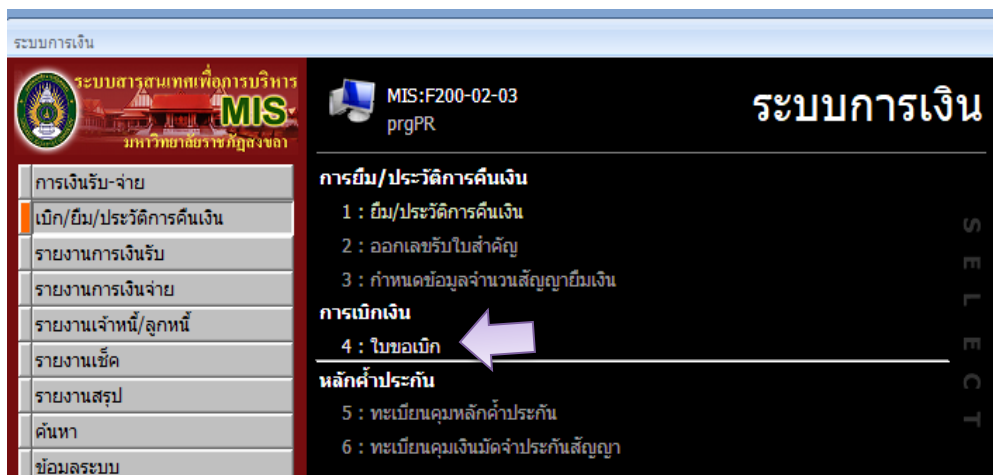 ระบบการเงิน
ระบบสารสนเทศเพื่อการบริหาร
MIS
มหาวิทยาลัยราชภัฏสงขลา
MIS:F200-02-03
prgPR
ระบบการเงิน
การเงินรับ-จ่าย
เบิก/ยืม/ประวัติการคืนเงิน
รายงานการเงินรับ
รายงานการเงินจ่าย
รายงานเจ้าหนี้/ลูกหนี้
รายงานเช็ค
รายงานสรุป
ค้นหา
ข้อมูลระบบ
การยืม/ประวัติการคืนเงิน
1 : ยืม/ประวัติการคืนเงิน
2 : ออกเลขรับใบสำคัญ
3 : กำหนดข้อมูลจำนวนสัญญายืมเงิน
การเบิกเงิน
4 : ใบขอเบิก
หลักค้ำประกัน
5 : ทะเบียนคุมหลักค้ำประกัน
6 : ทะเบียนคุมเงินมัดจำประกันสัญญา
SELECT